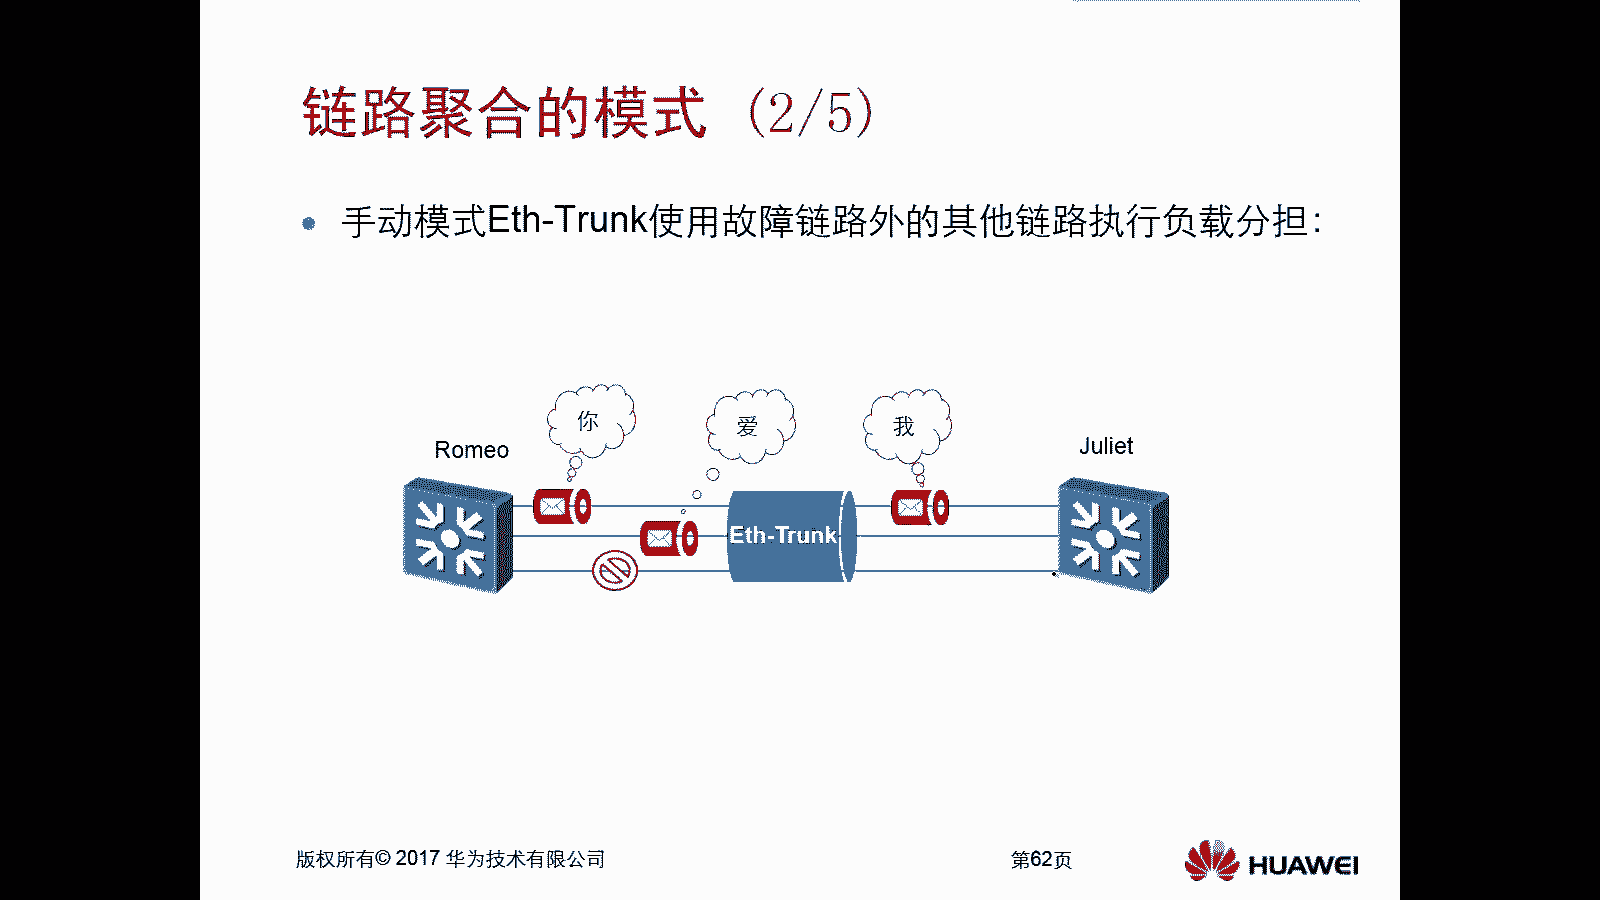 链路聚合的模式 (2/5)
手动模式Eth-Trunk使用故障链路外的其他链路执行负载分担：
你
爱
我
Romeo
Juliet
Eth-Trunk
版权所有© 2017 华为技术有限公司
第62页
HUAWEI